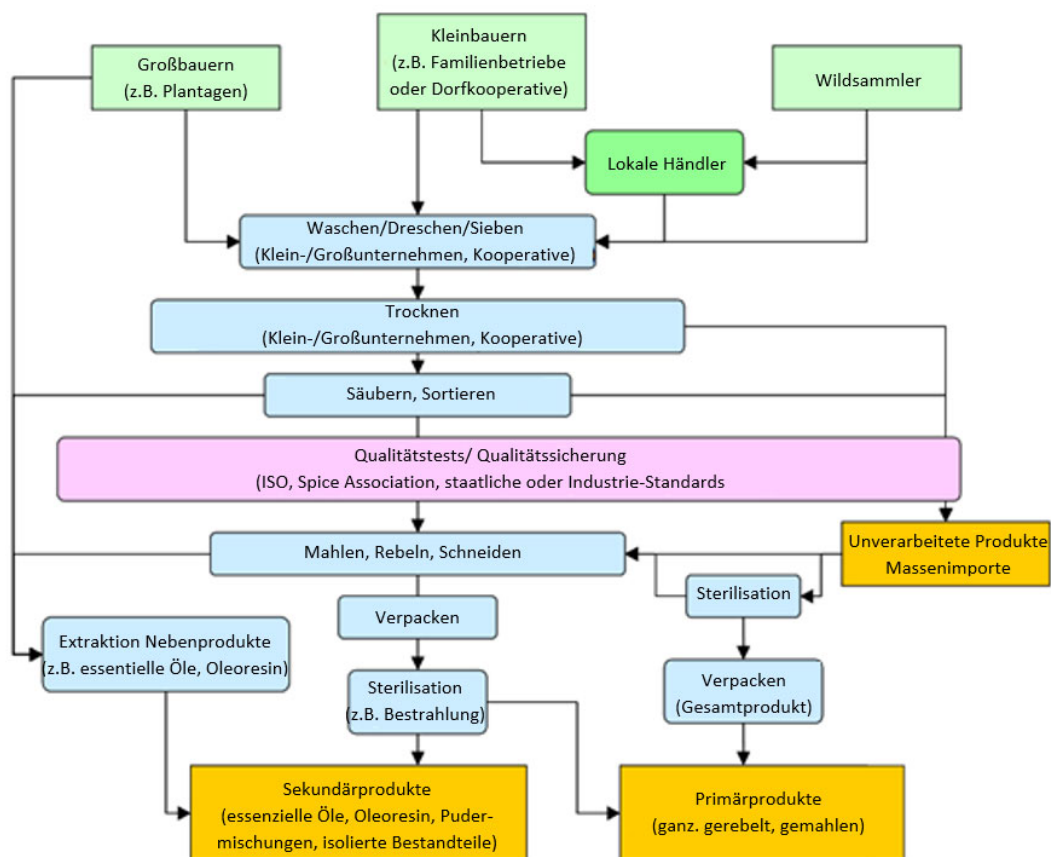 Großbauern
(z.B. Plantagen)
Kleinbauern
(z.B. Familienbetriebe
oder Dorfkooperative)
Wildsammler
Lokale Händler
Waschen/Dreschen/Sieben
(Klein-/Großunternehmen, Kooperative)
Trocknen
(Klein-/Großunternehmen, Kooperative)
Säubern, Sortieren
Qualitätstests/ Qualitätssicherung
(ISO, Spice Association, staatliche oder Industrie-Standards
Unverarbeitete Produkte
Massenimporte
Mahlen, Rebeln, Schneiden
Sterilisation
Verpacken
Extraktion Nebenprodukte
(z.B. essentielle Öle, Oleoresin)
Sterilisation
(z.B. Bestrahlung)
Verpacken
(Gesamtprodukt)
Sekundärprodukte
(essenzielle Öle, Oleoresin, Puder-
mischungen, isolierte Bestandteile)
Primärprodukte
(ganz. gerebelt, gemahlen)